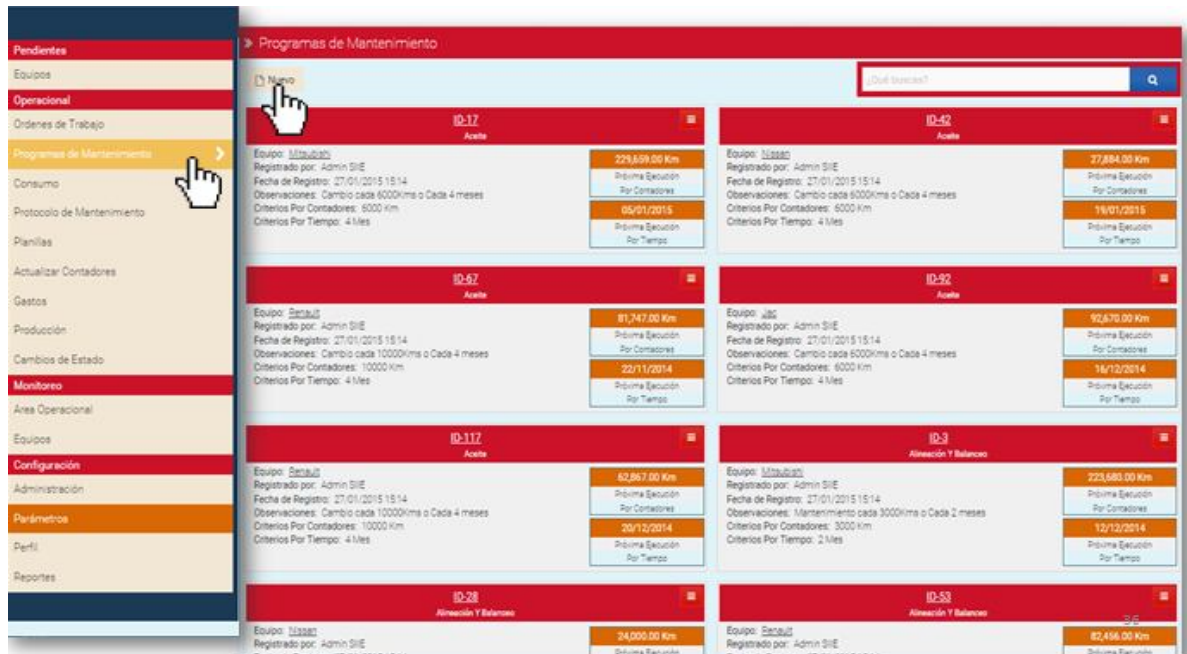 Pendientes
Equipos
Operacional
Ordenes de Trabajo
Programas de Mantenimiento
Consumo
Protocolo de Mantenimiento
Planillas
Actualizar Contadores
Gastos
Producción
Cambios de Estado
Monitoreo
Area Operacional
Equipos
Configuración
Administración
Parámetros
Perfil
Reportes
Programas de Mantenimiento
Nuevo
¿Qué buscas?
ID-17
Aceite
Equipo: Mitsubishi
Registrado por: Admin SIIE
Fecha de Registro: 27/01/2015 15:14
Observaciones: Cambio cada 6000Kms o Cada 4 meses
Criterios Por Contadores: 6000 Km
Criterios Por Tiempo: 4 Mes
229,659.00 Km
Próxima Ejecución
Por Contadores
05/01/2015
Próxima Ejecución
Por Tiempo
ID-42
Aceite
Equipo: Nissan
Registrado por: Admin SIIE
Fecha de Registro: 27/01/2015 15:14
Observaciones: Cambio cada 6000Kms o Cada 4 meses
Criterios Por Contadores: 6000 Km
Criterios Por Tiempo: 4 Mes
27,884.00 Km
Próxima Ejecución
Por Contadores
19/01/2015
Próxima Ejecución
Por Tiempo
ID-67
Aceite
Equipo: Renault
Registrado por: Admin SIIE
Fecha de Registro: 27/01/2015 15:14
Observaciones: Cambio cada 10000Kms o Cada 4 meses
Criterios Por Contadores: 10000 Km
Criterios Por Tiempo: 4 Mes
81,747.00 Km
Próxima Ejecución
Por Contadores
22/11/2014
Próxima Ejecución
Por Tiempo
ID-92
Aceite
Equipo: Jac
Registrado por: Admin SIIE
Fecha de Registro: 27/01/2015 15:14
Observaciones: Cambio cada 6000Kms o Cada 4 meses
Criterios Por Contadores: 6000 Km
Criterios Por Tiempo: 4 Mes
92,670.00 Km
Próxima Ejecución
Por Contadores
16/12/2014
Próxima Ejecución
Por Tiempo
ID-117
Aceite
Equipo: Renault
Registrado por: Admin SIIE
Fecha de Registro: 27/01/2015 15:14
Observaciones: Cambio cada 10000Kms o Cada 4 meses
Criterios Por Contadores: 10000 Km
Criterios Por Tiempo: 4 Mes
62,867.00 Km
Próxima Ejecución
Por Contadores
20/12/2014
Próxima Ejecución
Por Tiempo
ID-3
Alineación Y Balanceo
Equipo: Mitsubishi
Registrado por: Admin SIIE
Fecha de Registro: 27/01/2015 15:14
Observaciones: Mantenimiento cada 3000Kms o Cada 2 meses
Criterios Por Contadores: 3000 Km
Criterios Por Tiempo: 2 Mes
223,680.00 Km
Próxima Ejecución
Por Contadores
12/12/2014
Próxima Ejecución
Por Tiempo
ID-28
Alineación Y Balanceo
Equipo: Nissan
Registrado por: Admin SIIE
24,000.00 Km
Próxima Ejecución
ID-53
Alineación Y Balanceo
36
Equipo: Renault
Registrado por: Admin SIIE
82,456.00 Km
Próxima Ejecución